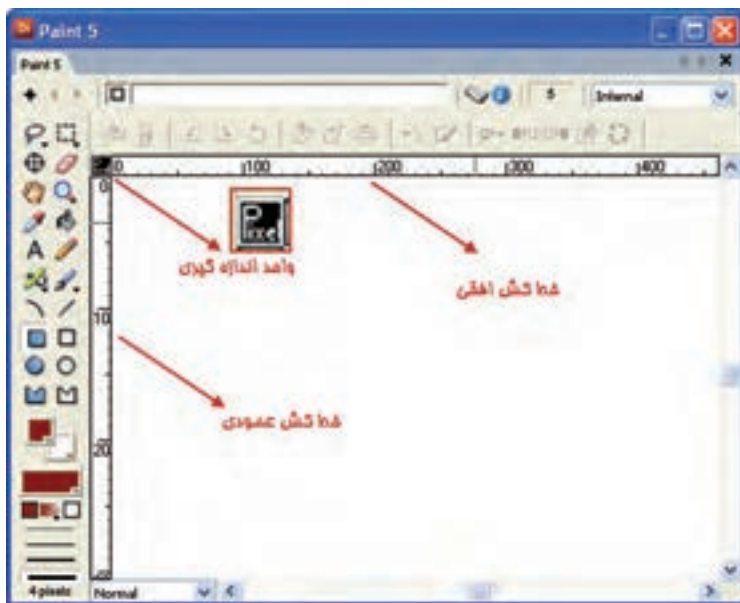 Paint 5
Paint 5
5 Internal
0 100 200 300 400
0
Pixel
واحد اندازه گیری
خط کش افقی
10
خط کش عمودی
20
4 pixels Normal